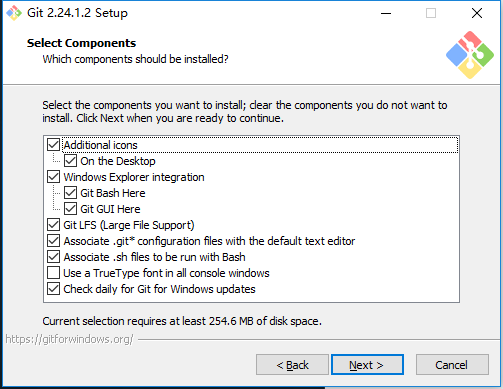 Git 2.24.1.2 Setup
Select Components
Which components should be installed?
Select the components you want to install; clear the components you do not want to
install. Click Next when you are ready to continue.
Additional icons
On the Desktop
Windows Explorer integration
Git Bash Here
Git GUI Here
Git LFS (Large File Support)
Associate .git* configuration files with the default text editor
Associate .sh files to be run with Bash
Use a TrueType font in all console windows
Check daily for Git for Windows updates
Current selection requires at least 254.6 MB of disk space.
https://gitforwindows.org/
< Back Next > Cancel